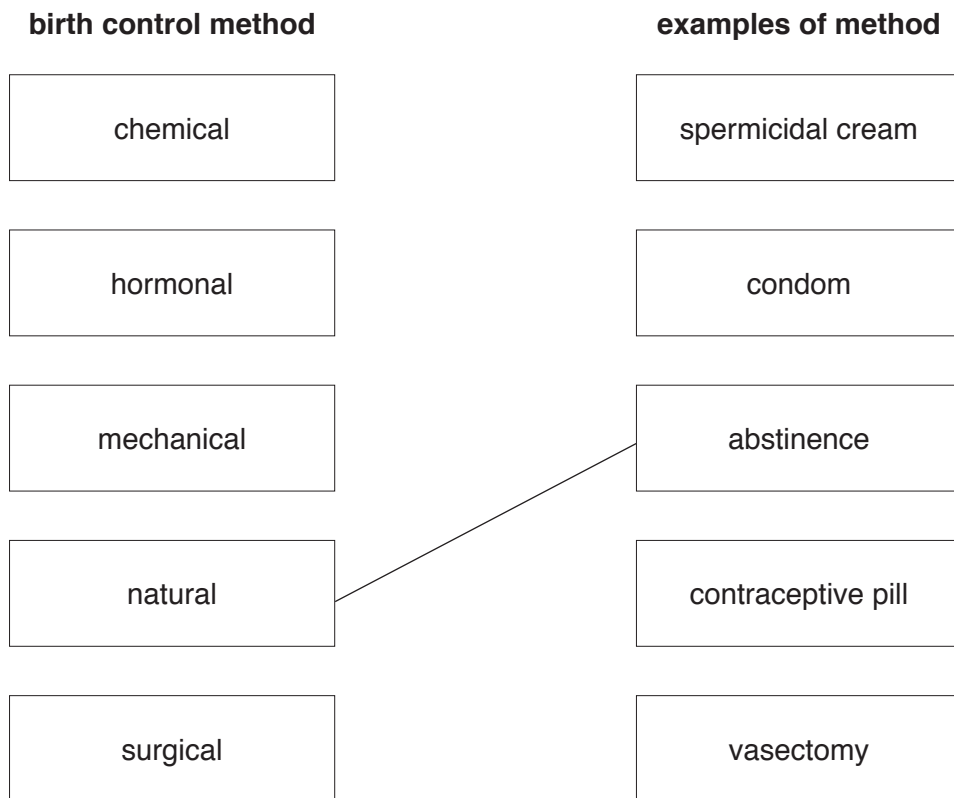 birth control method
examples of method
chemical
spermicidal cream
hormonal
condom
mechanical
abstinence
natural
contraceptive pill
surgical
vasectomy